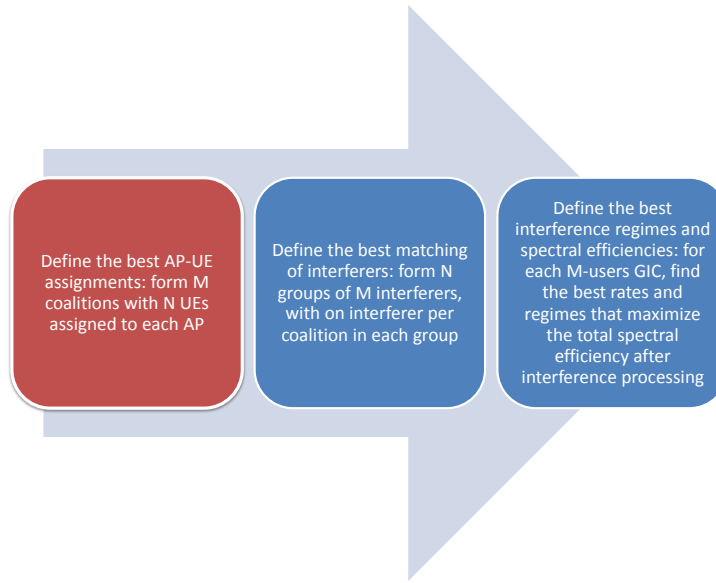 Define the best AP-UE
assignments: form M
coalitions with N UEs
assigned to each AP
Define the best matching
of interferers: form N
groups of M interferers,
with on interferer per
coalition in each group
Define the best
interference regimes and
spectral efficiencies: for
each M-users GIC, find
the best rates and
regimes that maximize
the total spectral
efficiency after
interference processing